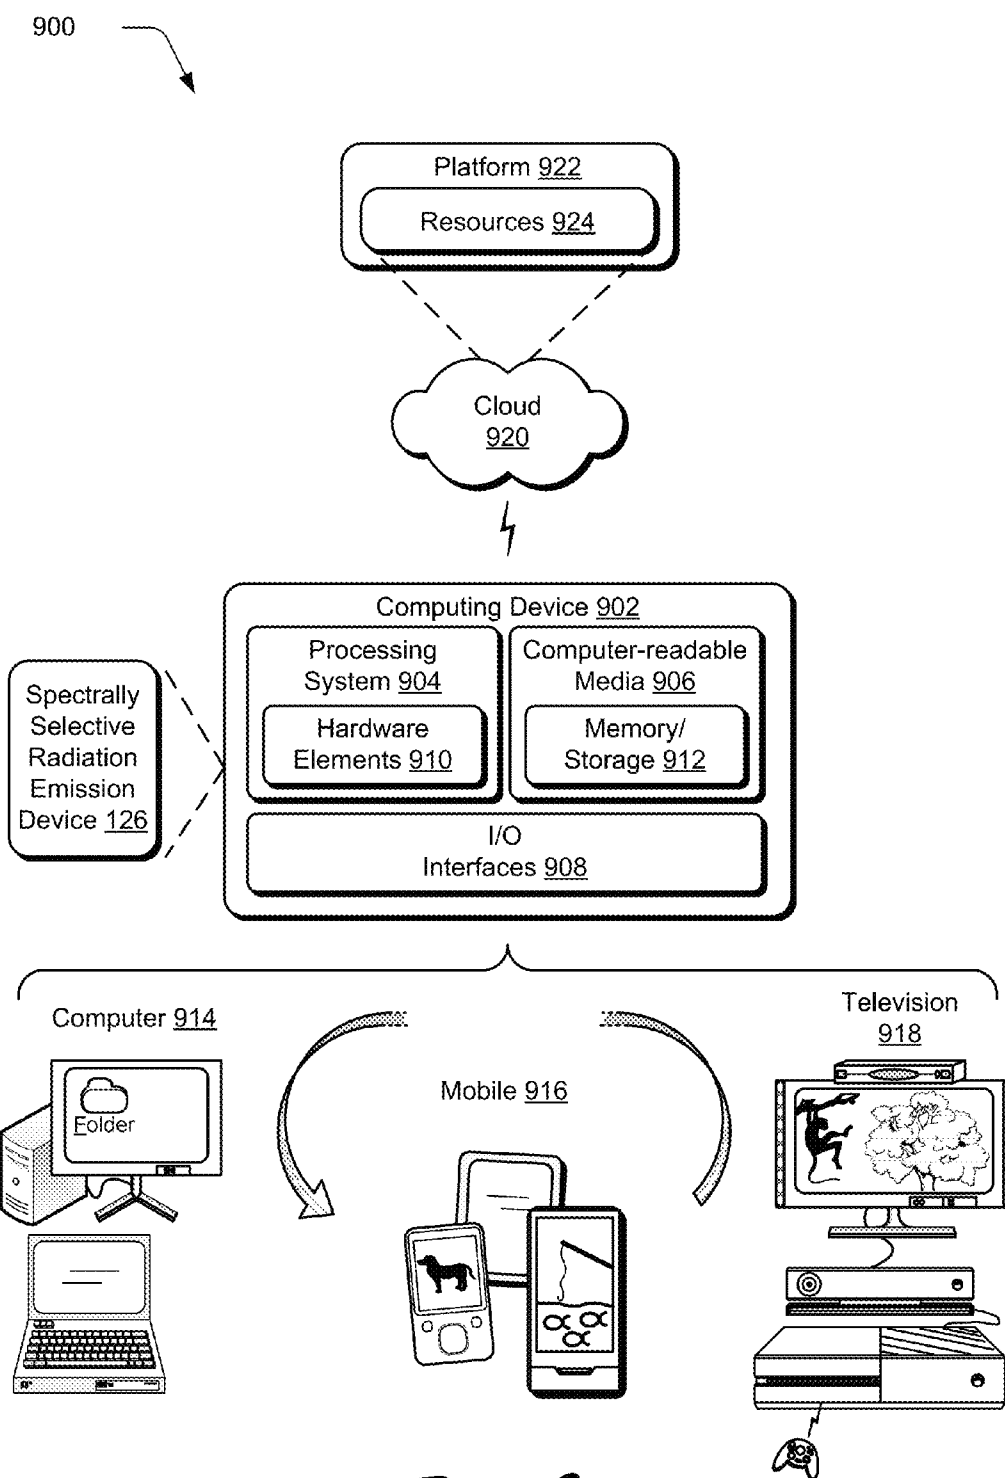 900
Platform 922
Resources 924
Cloud
920
Computing Device 902
Processing
System 904
Hardware
Elements 910
Computer-readable
Media 906
Memory/
Storage 912
I/O
Interfaces 908
Spectrally
Selective
Radiation
Emission
Device 126
Computer 914
Folder
Mobile 916
Television
918